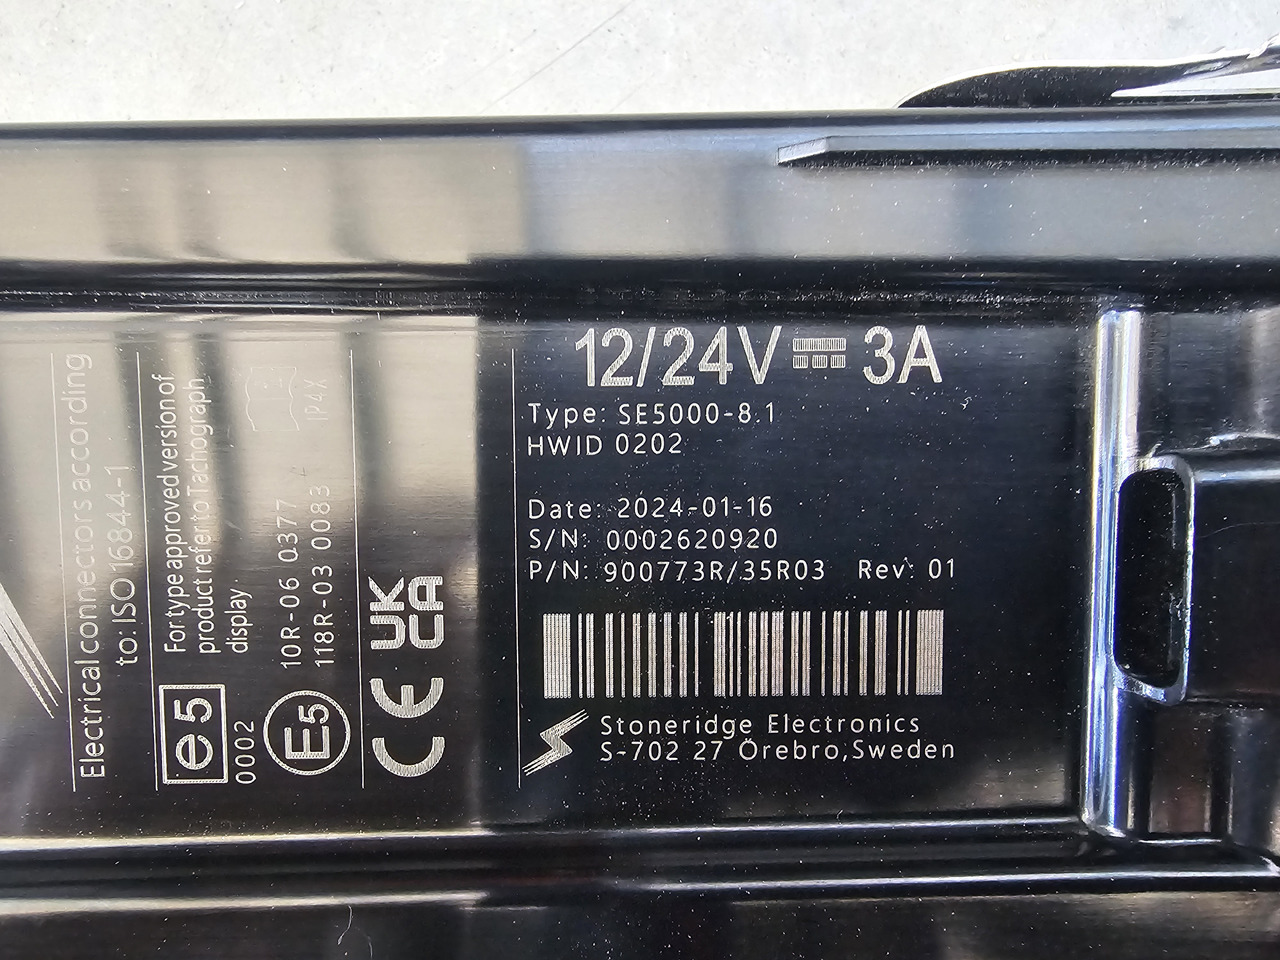 Electrical connectors according
to: ISO 16844-1
For type approved version of
product refer to Tachograph
display
e5
0002
E5
10R-06 0377
118R-03 0083
IP4X
CE
UK
CA
12/24V ⎓ 3A
Type: SE5000-8.1
HWID 0202
Date: 2024-01-16
S/N: 0002620920
P/N: 900773R/35R03 Rev: 01
Stoneridge Electronics
S-702 27 Örebro,Sweden